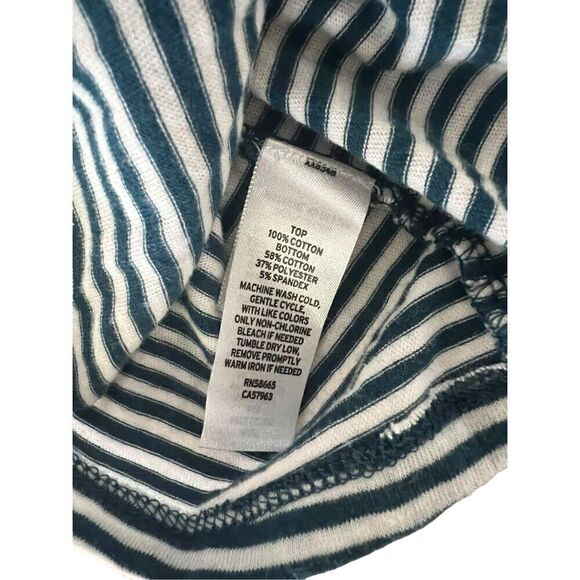 TOP
100% COTTON
BOTTOM
58% COTTON
37% POLYESTER
5% SPANDEX
MACHINE WASH COLD,
GENTLE CYCLE,
WITH LIKE COLORS
ONLY NON-CHLORINE
BLEACH IF NEEDED
TUMBLE DRY LOW,
REMOVE PROMPTLY
WARM IRON IF NEEDED
RN58665
CA57963